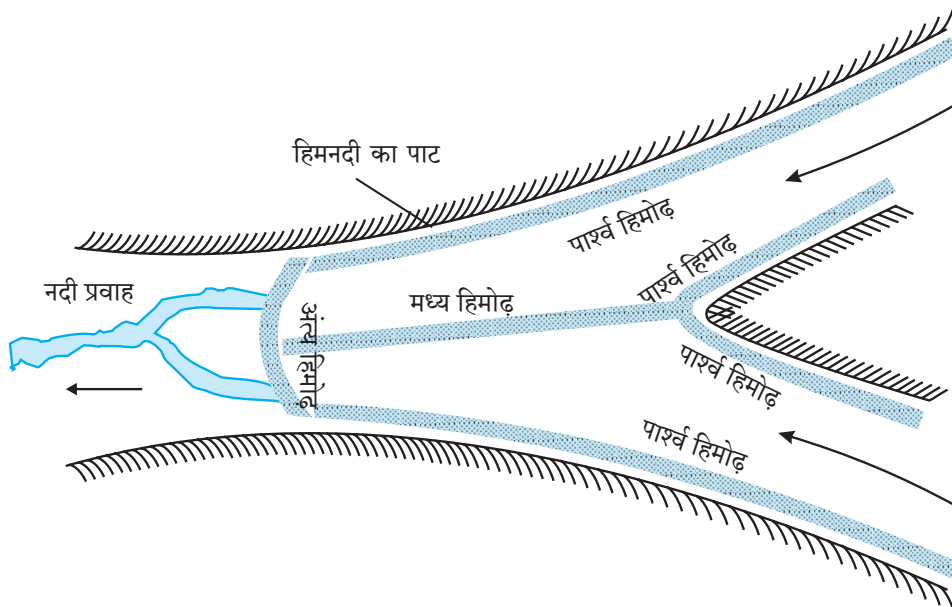 हिमनदी का पाट
पार्श्व हिमोढ़
पार्श्व हिमोढ़
नदी प्रवाह
मध्य हिमोढ़
अंत्य हिमोढ़
पार्श्व हिमोढ़
पार्श्व हिमोढ़